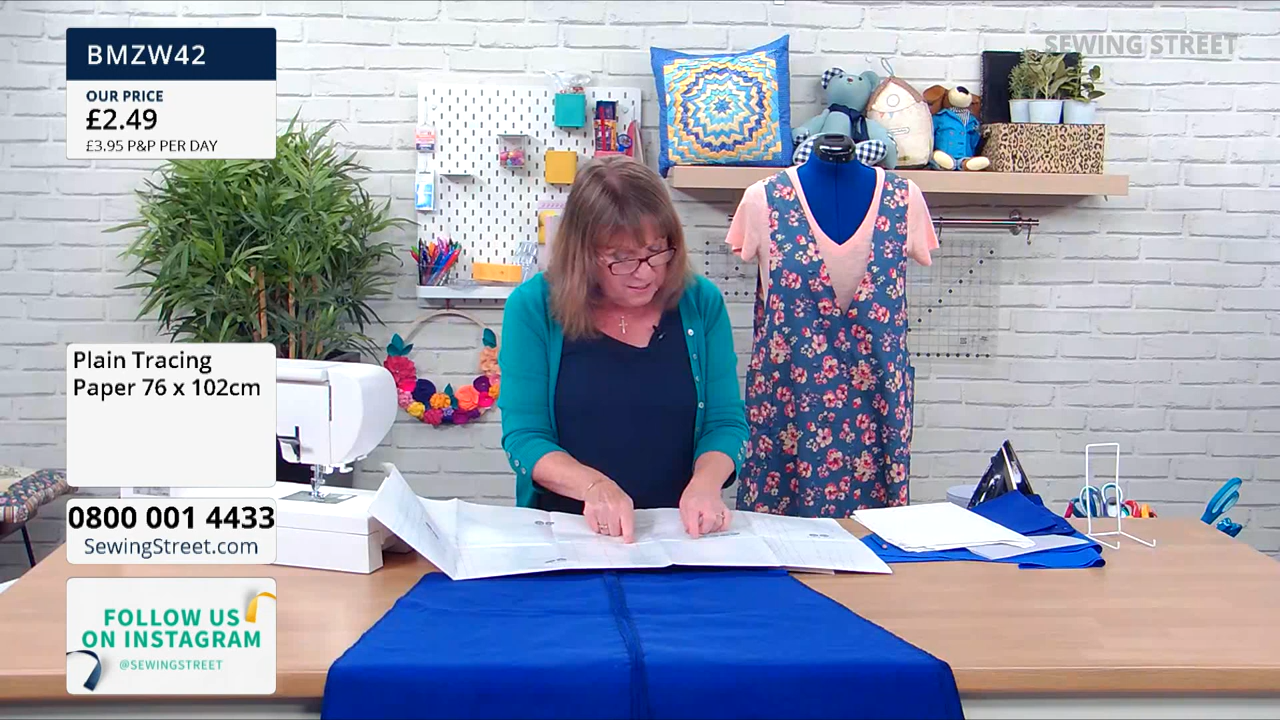 BMZW42
OUR PRICE
£2.49
£3.95 P&P PER DAY
SEWING STREET
Plain Tracing
Paper 76 x 102cm
0800 001 4433
SewingStreet.com
FOLLOW US
ON INSTAGRAM
@SEWINGSTREET